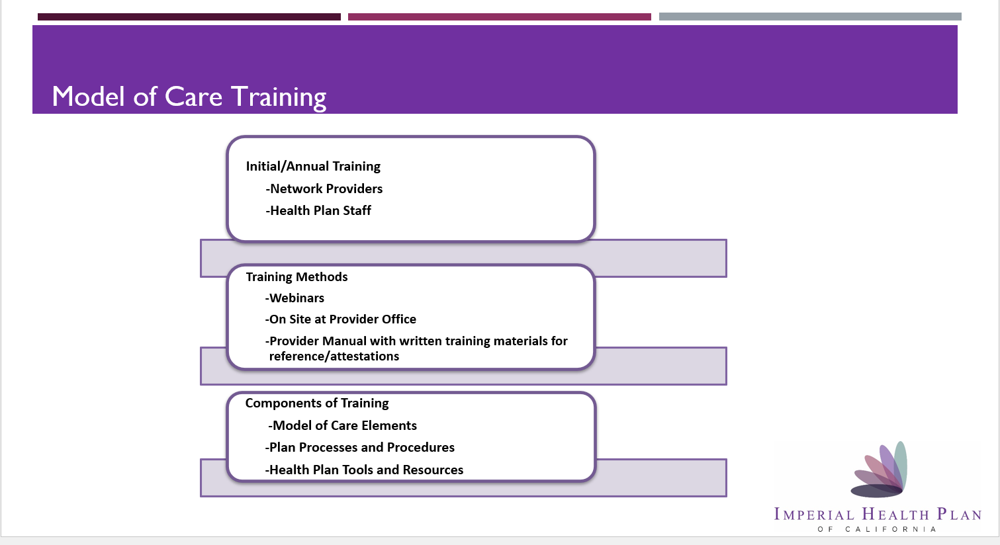 Model of Care Training
Initial/Annual Training
-Network Providers
-Health Plan Staff
Training Methods
-Webinars
-On Site at Provider Office
-Provider Manual with written training materials for
reference/attestations
Components of Training
-Model of Care Elements
-Plan Processes and Procedures
-Health Plan Tools and Resources
IMPERIAL HEALTH PLAN
OF CALIFORNIA